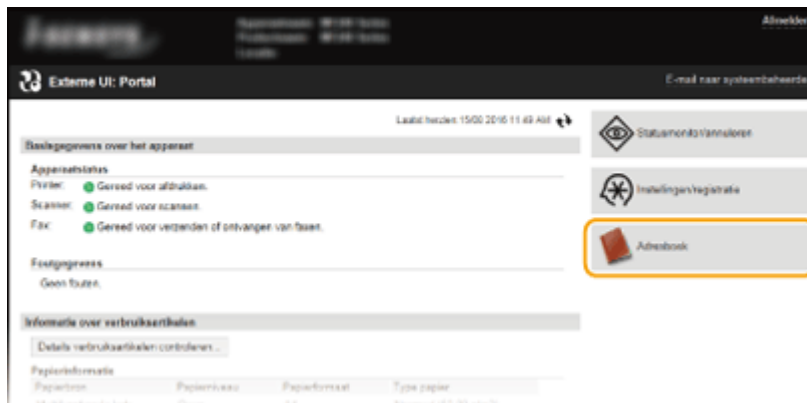 Afmelden
Externe UI: Portal
E-mail naar systeembeheerde
Laatst herzien: 15/08 2016 11:49 AM
Basisgegevens over het apparaat
Apparaatstatus
Printer: Gereed voor afdrukken.
Scanner: Gereed voor scannen.
Fax: Gereed voor verzenden of ontvangen van faxen.
Foutgegevens
Geen fouten.
Informatie over verbruiksartikelen
Details verbruiksartikelen controleren...
Papierinformatie
Papierbron Papierniveau Papierformaat Type papier
Statusmonitor/annuleren
Instellingen/registratie
Adresboek